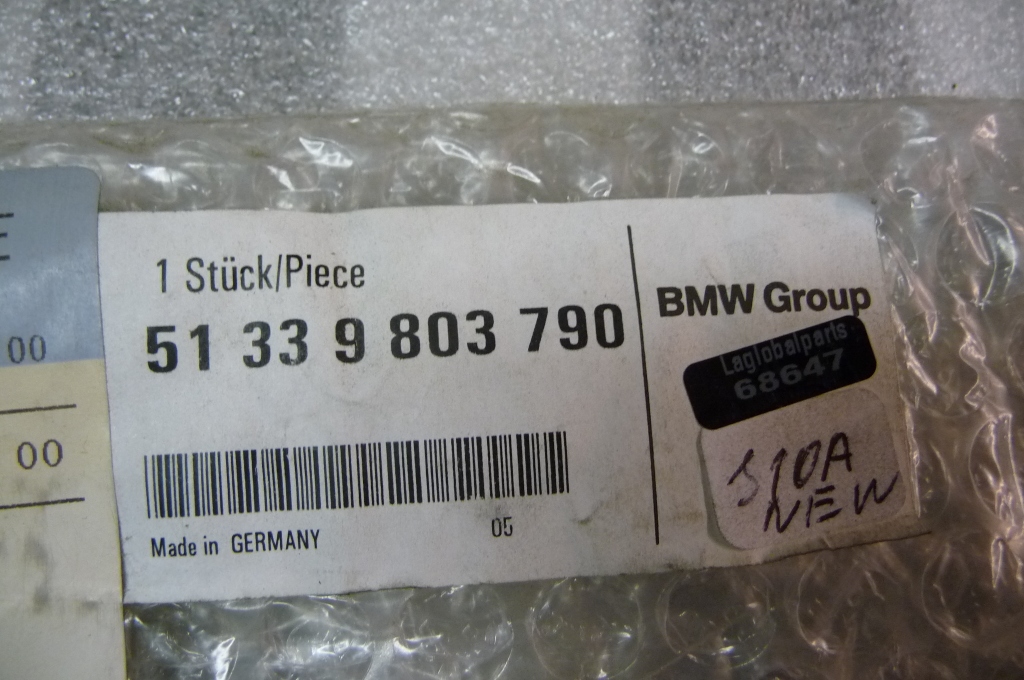 E
00
00
1 Stück/Piece
51 33 9 803 790
Made in GERMANY
05
BMW Group
Laglobalparts
68647
S10A
NEW